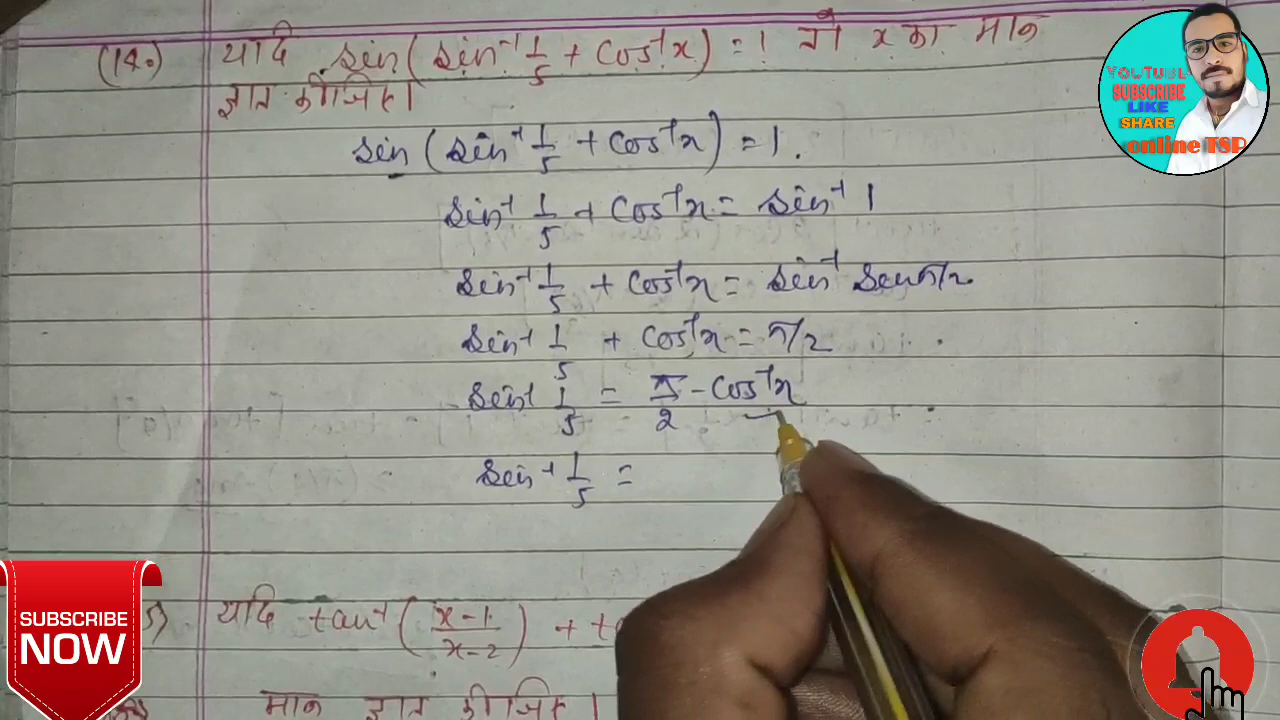 (14.) यदि sin(sin⁻¹ 1/5 + cos⁻¹x) = 1 तो x का मान
ज्ञात कीजिए।
sin(sin⁻¹ 1/5 + cos⁻¹x) = 1.
sin⁻¹ 1/5 + cos⁻¹x = sin⁻¹ 1
sin⁻¹ 1/5 + cos⁻¹x = sin⁻¹ sin π/2
sin⁻¹ 1/5 + cos⁻¹x = π/2
sin⁻¹ 1/5 = π/2 - cos⁻¹x
sin⁻¹ 1/5 =
5) यदि tan⁻¹(x-1/x-2) + t
मान ज्ञात कीजिए।
YOUTUBE
SUBSCRIBE
LIKE
SHARE
online TSP
SUBSCRIBE
NOW